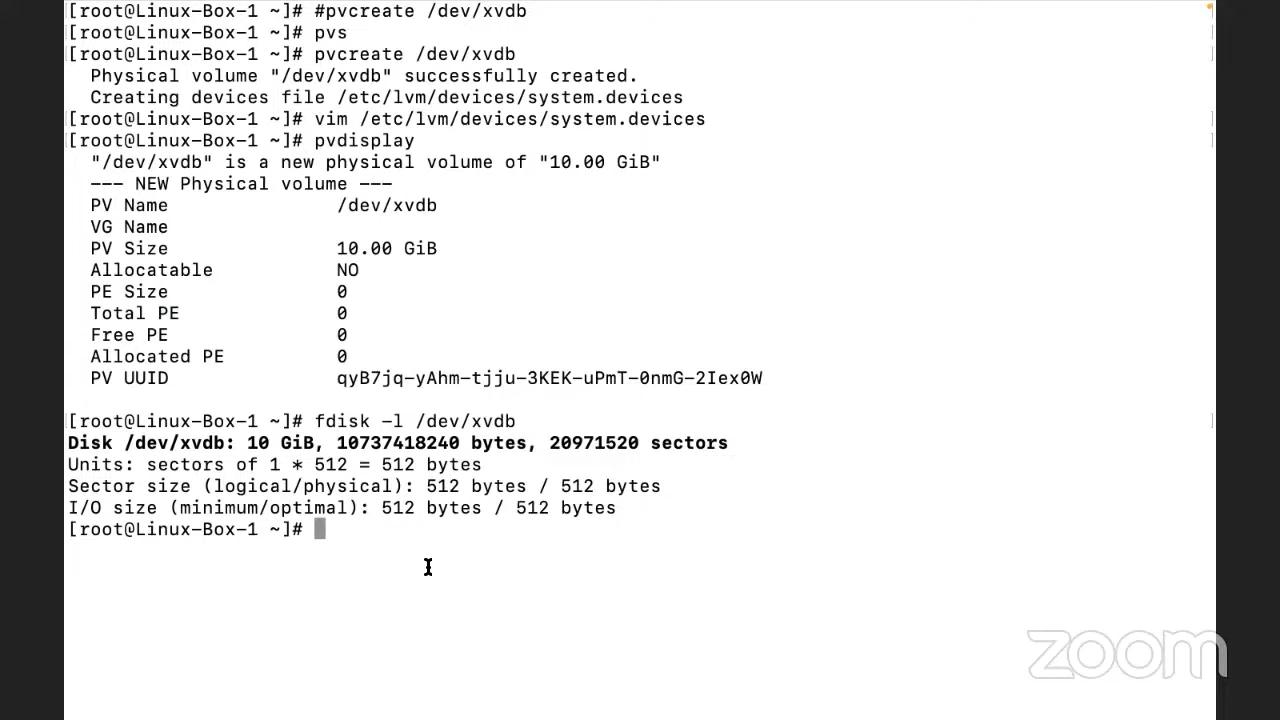 [root@Linux-Box-1 ~]# #pvcreate /dev/xvdb
[root@Linux-Box-1 ~]# pvs
[root@Linux-Box-1 ~]# pvcreate /dev/xvdb
  Physical volume "/dev/xvdb" successfully created.
  Creating devices file /etc/lvm/devices/system.devices
[root@Linux-Box-1 ~]# vim /etc/lvm/devices/system.devices
[root@Linux-Box-1 ~]# pvdisplay
  "/dev/xvdb" is a new physical volume of "10.00 GiB"
  --- NEW Physical volume ---
  PV Name               /dev/xvdb
  VG Name
  PV Size               10.00 GiB
  Allocatable           NO
  PE Size               0
  Total PE              0
  Free PE               0
  Allocated PE          0
  PV UUID               qyB7jq-yAhm-tjju-3KEK-uPmT-0nmG-2Iex0W
[root@Linux-Box-1 ~]# fdisk -l /dev/xvdb
Disk /dev/xvdb: 10 GiB, 10737418240 bytes, 20971520 sectors
Units: sectors of 1 * 512 = 512 bytes
Sector size (logical/physical): 512 bytes / 512 bytes
I/O size (minimum/optimal): 512 bytes / 512 bytes
[root@Linux-Box-1 ~]#
zoom